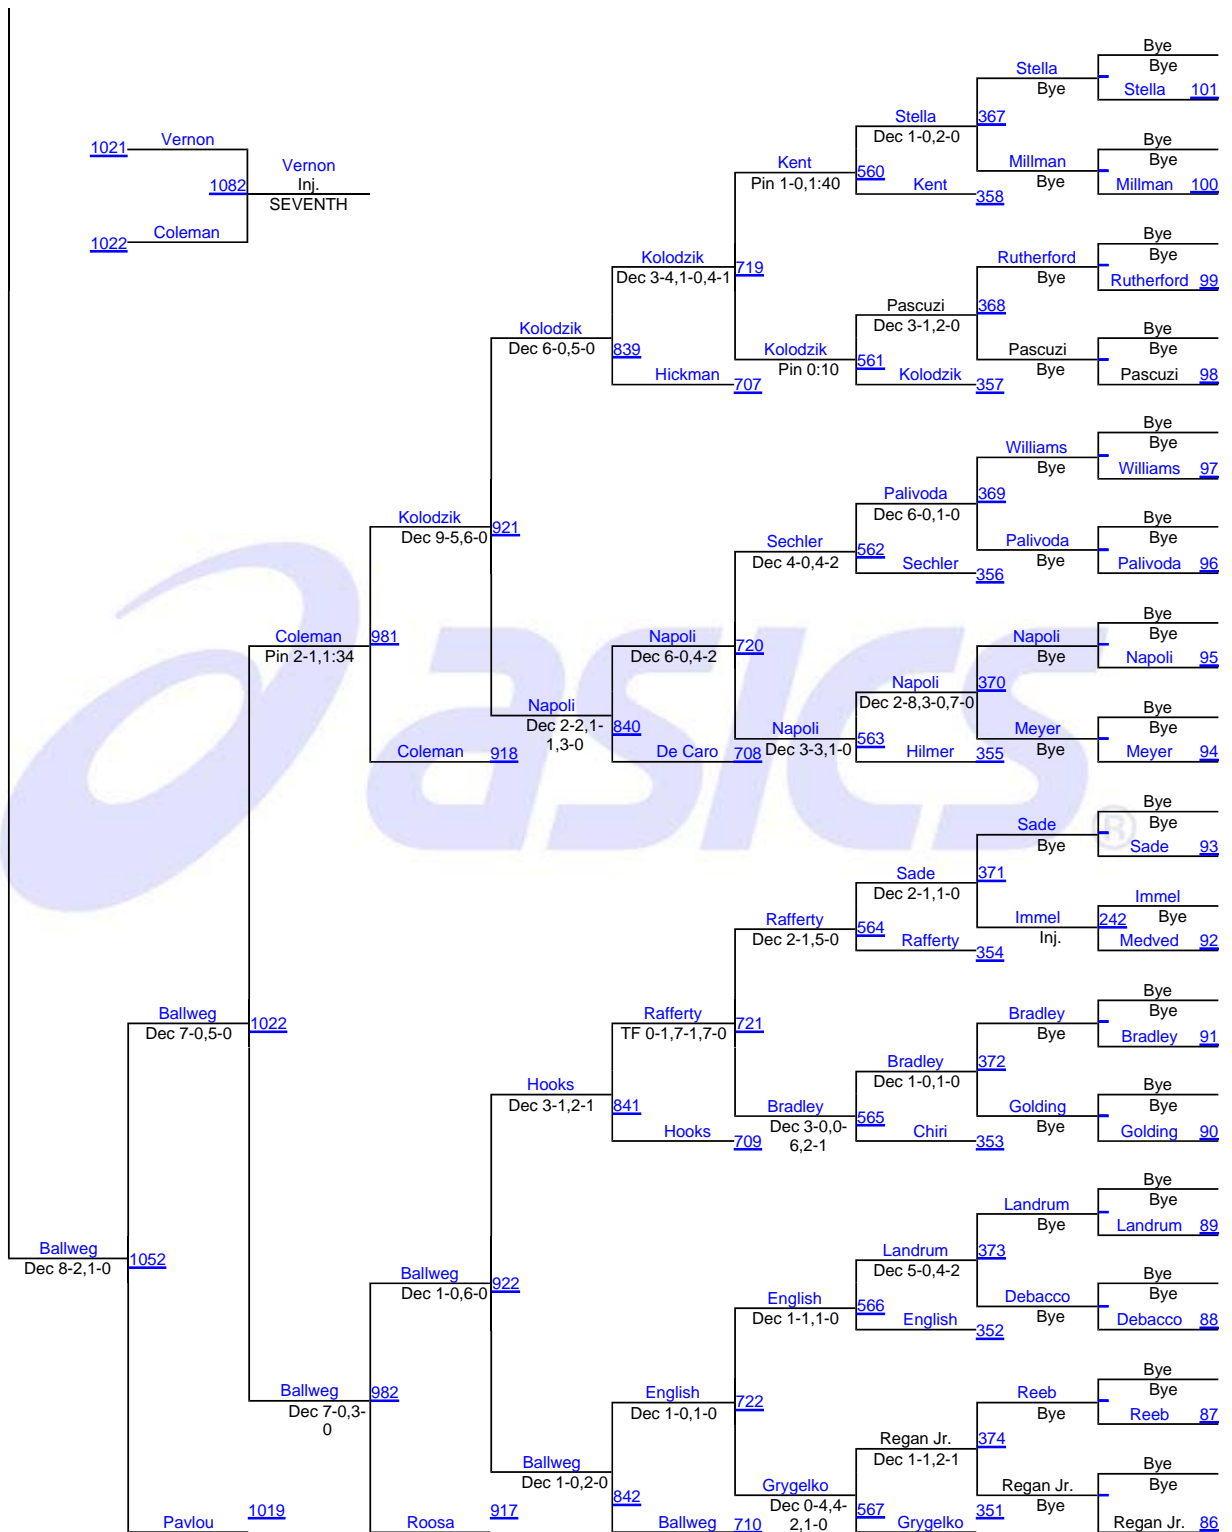 Bye
Bye
Stella
Bye
Stella 101
Stella
Dec 1-0,2-0
367
1021 Vernon
Vernon
1082 Inj.
SEVENTH
1022 Coleman
Kent
Pin 1-0,1:40
560
Kent
358
Millman
Bye
Bye
Bye
Millman 100
Kolodzik
Dec 3-4,1-0,4-1
719
Rutherford
Bye
Bye
Bye
Rutherford 99
Pascuzi
Dec 3-1,2-0
368
Kolodzik
Dec 6-0,5-0
839
Hickman
707
Kolodzik
Pin 0:10
561
Kolodzik
357
Pascuzi
Bye
Bye
Bye
Pascuzi 98
Williams
Bye
Bye
Bye
Williams 97
Palivoda
Dec 6-0,1-0
369
Kolodzik
Dec 9-5,6-0
921
Sechler
Dec 4-0,4-2
562
Sechler
356
Palivoda
Bye
Bye
Bye
Palivoda 96
Coleman
Pin 2-1,1:34
981
Napoli
Dec 6-0,4-2
720
Napoli
Bye
Bye
Bye
Napoli 95
Napoli
Dec 2-8,3-0,7-0
370
Napoli
Dec 2-2,1-
1,3-0
840
Coleman 918
De Caro 708
Napoli
Dec 3-3,1-0
563
Hilmer
355
Meyer
Bye
Bye
Bye
Meyer 94
asics®
Sade
Bye
Bye
Bye
Sade 93
Sade
Dec 2-1,1-0
371
Rafferty
Dec 2-1,5-0
564
Rafferty
354
Immel
Inj.
Immel
242 Bye
Medved 92
Ballweg
Dec 7-0,5-0
1022
Rafferty
TF 0-1,7-1,7-0
721
Bradley
Bye
Bye
Bye
Bradley 91
Bradley
Dec 1-0,1-0
372
Hooks
Dec 3-1,2-1
841
Hooks
709
Bradley
Dec 3-0,0-
6,2-1
565
Chiri
353
Golding
Bye
Bye
Bye
Golding 90
Landrum
Bye
Bye
Bye
Landrum 89
Ballweg
Dec 8-2,1-0
1052
Landrum
Dec 5-0,4-2
373
Ballweg
Dec 1-0,6-0
922
English
Dec 1-1,1-0
566
English
352
Debacco
Bye
Bye
Bye
Debacco 88
Ballweg
Dec 7-0,3-
0
982
English
Dec 1-0,1-0
722
Reeb
Bye
Bye
Bye
Reeb 87
Regan Jr.
Dec 1-1,2-1
374
Ballweg
Dec 1-0,2-0
842
Grygelko
Dec 0-4,4-
2,1-0
567
Regan Jr.
Bye
Bye
Bye
Regan Jr. 86
Pavlou
1019
Roosa
917
Ballweg 710
Grygelko
351